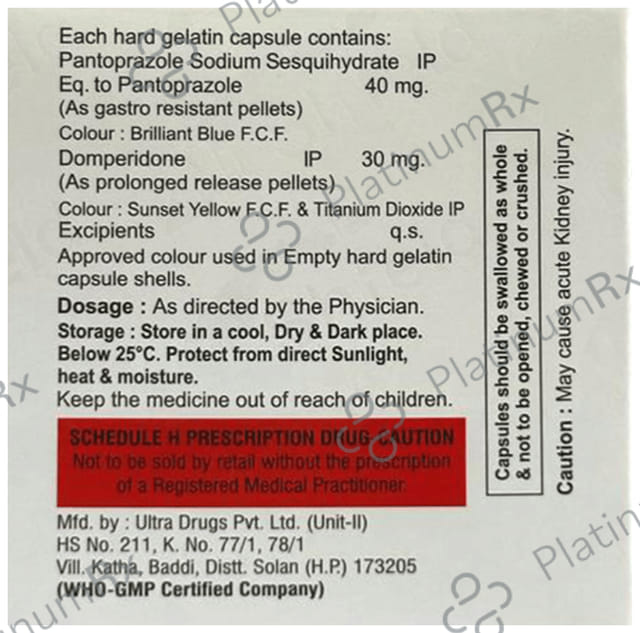 Each hard gelatin capsule contains:
Pantoprazole Sodium Sesquihydrate IP
Eq. to Pantoprazole 40 mg.
(As gastro resistant pellets)
Colour : Brilliant Blue F.C.F.
Domperidone IP 30 mg.
(As prolonged release pellets)
Colour : Sunset Yellow F.C.F. & Titanium Dioxide IP
Excipients q.s.
Approved colour used in Empty hard gelatin
capsule shells.
Dosage : As directed by the Physician.
Storage : Store in a cool, Dry & Dark place.
Below 25°C. Protect from direct Sunlight,
heat & moisture.
Keep the medicine out of reach of children.
SCHEDULE H PRESCRIPTION DRUG-CAUTION
Not to be sold by retail without the prescription
of a Registered Medical Practitioner.
Mfd. by : Ultra Drugs Pvt. Ltd. (Unit-II)
HS No. 211, K. No. 77/1, 78/1
Vill. Katha, Baddi, Distt. Solan (H.P.) 173205
(WHO-GMP Certified Company)
Capsules should be swallowed as whole
& not to be opened, chewed or crushed.
Caution : May cause acute Kidney injury.
PlatinumRx
PlatinumRx